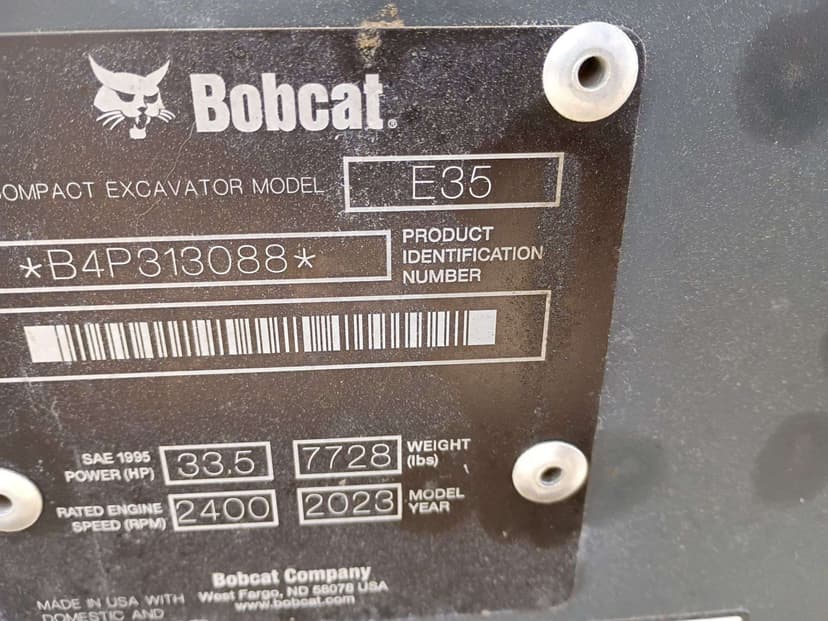 Bobcat®
COMPACT EXCAVATOR MODEL E35
*B4P313088* PRODUCT
IDENTIFICATION
NUMBER
SAE 1995
POWER (HP) 33.5 7728 WEIGHT
(lbs)
RATED ENGINE
SPEED (RPM) 2400 2023 MODEL
YEAR
Bobcat Company
West Fargo, ND 58078 USA
www.bobcat.com
MADE IN USA WITH
DOMESTIC AND